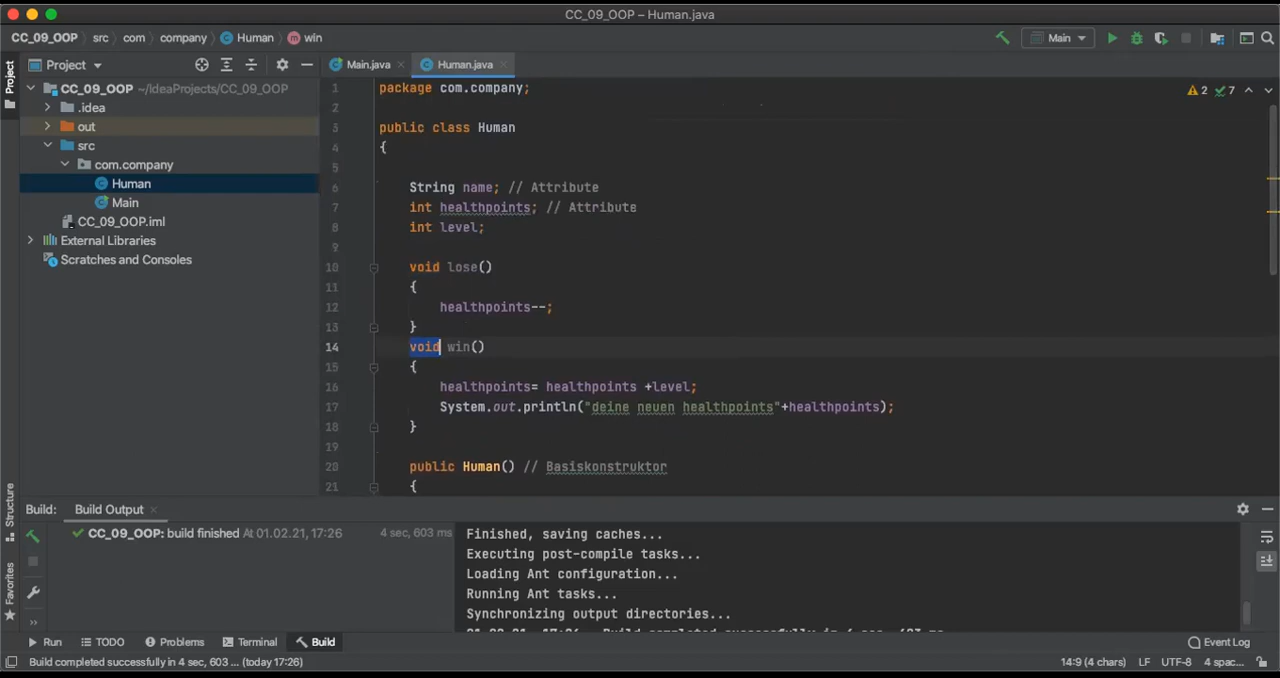 CC_09_OOP – Human.java
CC_09_OOP src com company Human win Main
Project Main.java Human.java
CC_09_OOP ~/IdeaProjects/CC_09_OOP
.idea
out
src
com.company
Human
Main
CC_09_OOP.iml
External Libraries
Scratches and Consoles
Project
Structure
Favorites
2 7
1 package com.company;
2
3 public class Human
4 {
5
6 String name; // Attribute
7 int healthpoints; // Attribute
8 int level;
9
10 void lose()
11 {
12 healthpoints--;
13 }
14 void win()
15 {
16 healthpoints= healthpoints +level;
17 System.out.println("deine neuen healthpoints"+healthpoints);
18 }
19
20 public Human() // Basiskonstruktor
21 {
Build: Build Output
CC_09_OOP: build finished At 01.02.21, 17:26 4 sec, 603 ms
Finished, saving caches...
Executing post-compile tasks...
Loading Ant configuration...
Running Ant tasks...
Synchronizing output directories...
Run TODO Problems Terminal Build Event Log
Build completed successfully in 4 sec, 603 ... (today 17:26) 14:9 (4 chars) LF UTF-8 4 spac...